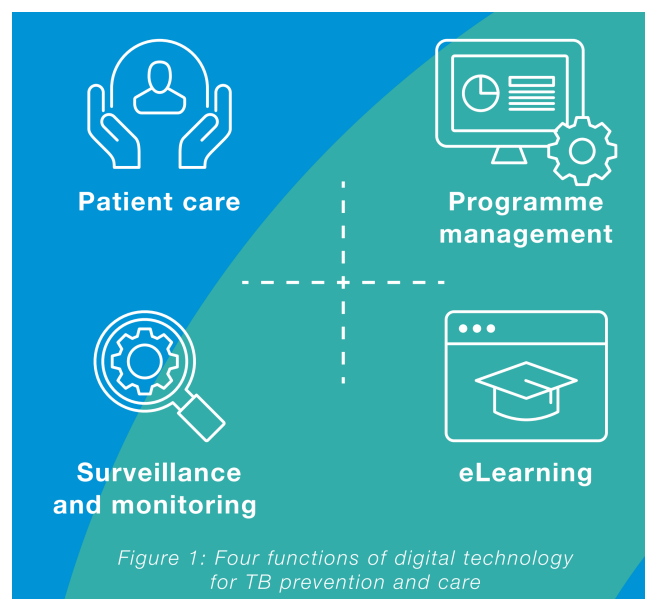 Patient care
Programme
management
Surveillance
and monitoring
eLearning
Figure 1: Four functions of digital technology
for TB prevention and care